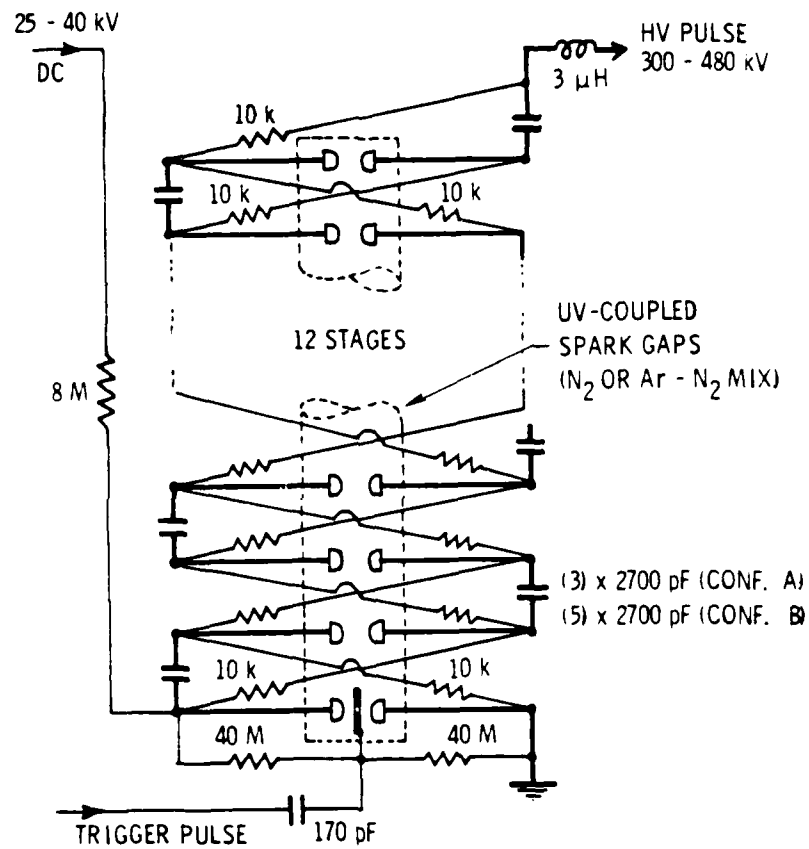 25 - 40 kV
DC
HV PULSE
300 - 480 kV
3 μH
10 k
10 k
10 k
12 STAGES
UV-COUPLED
SPARK GAPS
(N₂ OR Ar - N₂ MIX)
8 M
(3) x 2700 pF (CONF. A)
(5) x 2700 pF (CONF. B)
10 k
10 k
40 M
40 M
TRIGGER PULSE
170 pF